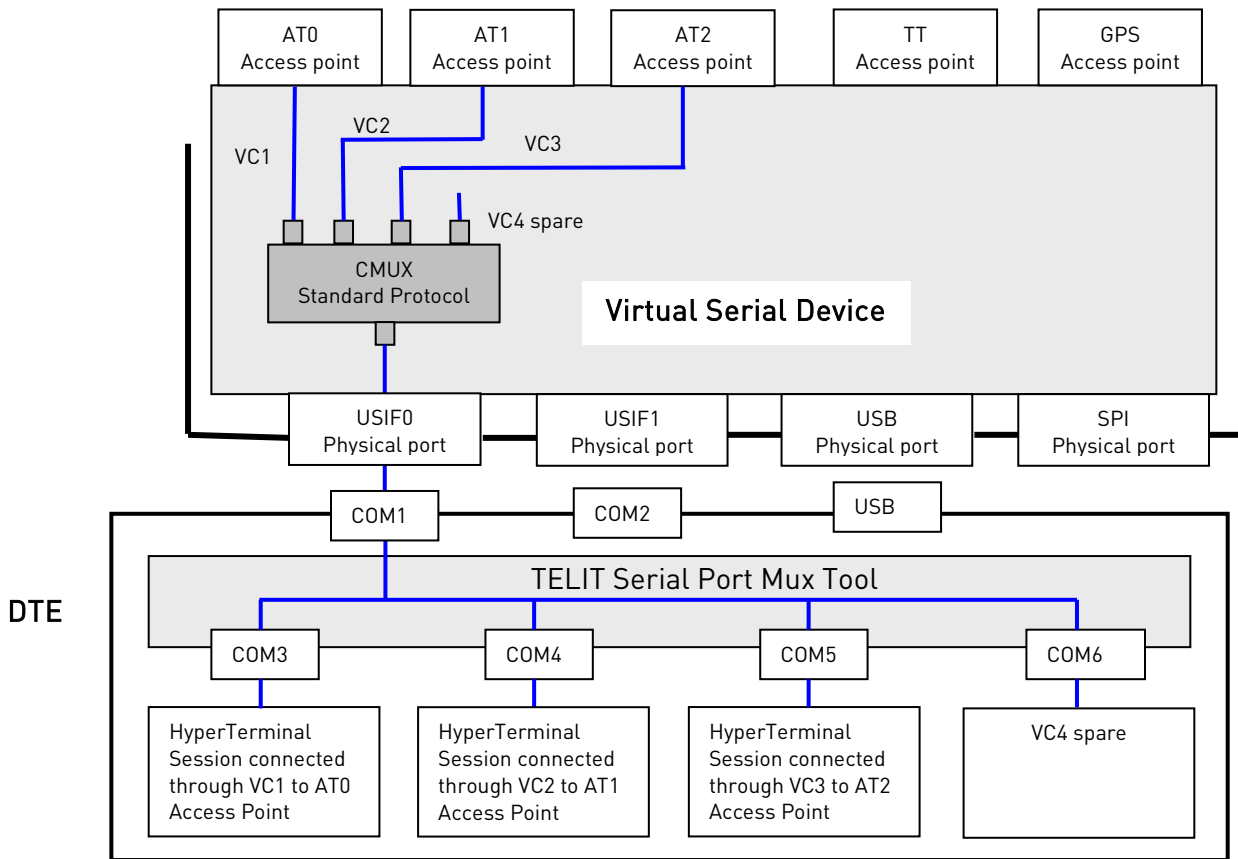 AT0
Access point
AT1
Access point
AT2
Access point
TT
Access point
GPS
Access point
VC1
VC2
VC3
VC4 spare
CMUX
Standard Protocol
Virtual Serial Device
USIF0
Physical port
USIF1
Physical port
USB
Physical port
SPI
Physical port
COM1
COM2
USB
DTE
TELIT Serial Port Mux Tool
COM3
COM4
COM5
COM6
HyperTerminal
Session connected
through VC1 to AT0
Access Point
HyperTerminal
Session connected
through VC2 to AT1
Access Point
HyperTerminal
Session connected
through VC3 to AT2
Access Point
VC4 spare